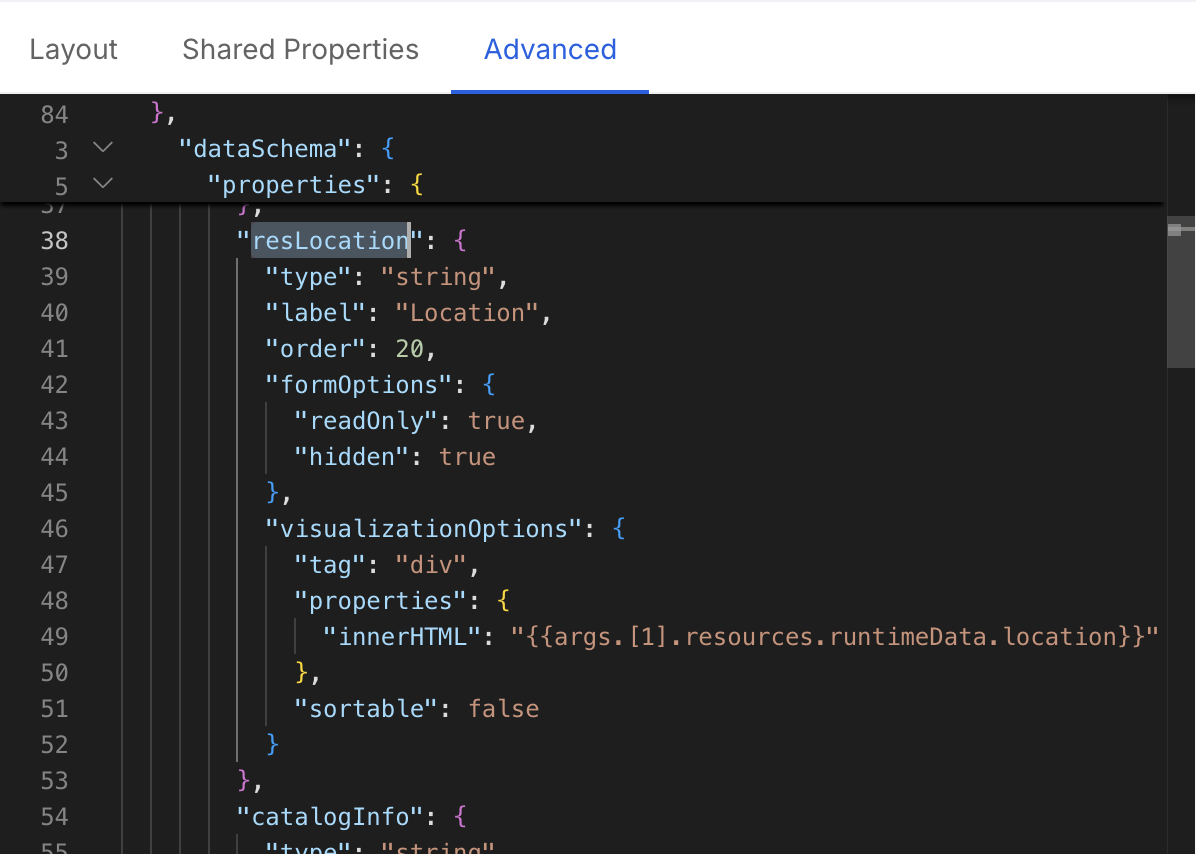 Layout Shared Properties Advanced
84 },
3 "dataSchema": {
5 "properties": {
37 },
38 "resLocation": {
39 "type": "string",
40 "label": "Location",
41 "order": 20,
42 "formOptions": {
43 "readOnly": true,
44 "hidden": true
45 },
46 "visualizationOptions": {
47 "tag": "div",
48 "properties": {
49 "innerHTML": "{{args.[1].resources.runtimeData.location}}"
50 },
51 "sortable": false
52 }
53 },
54 "catalogInfo": {
55 "type": "string"